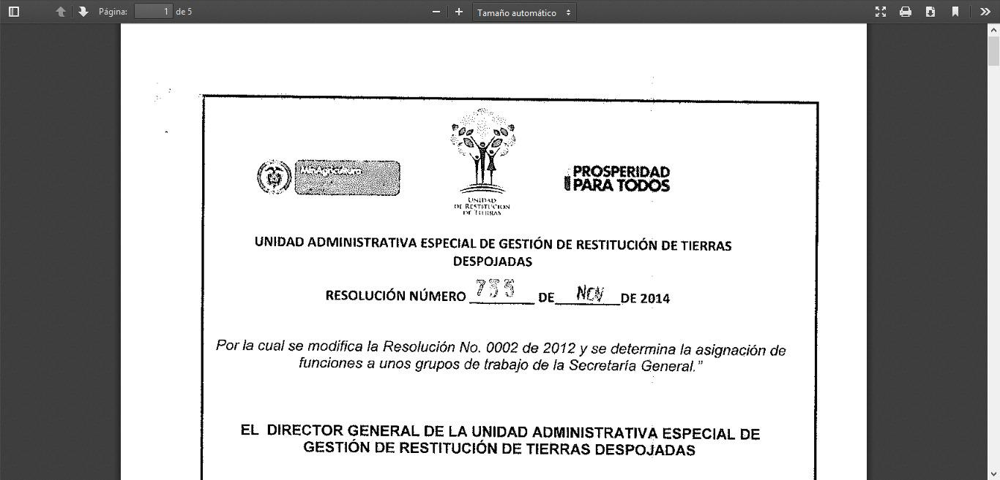 Página: 1 de 5 Tamaño automático
MinAgricultura
PROSPERIDAD
PARA TODOS
UNIDAD
DE RESTITUCIÓN
DE TIERRAS
UNIDAD ADMINISTRATIVA ESPECIAL DE GESTIÓN DE RESTITUCIÓN DE TIERRAS
DESPOJADAS
RESOLUCIÓN NÚMERO 735 DE NOV DE 2014
Por la cual se modifica la Resolución No. 0002 de 2012 y se determina la asignación de
funciones a unos grupos de trabajo de la Secretaría General."
EL DIRECTOR GENERAL DE LA UNIDAD ADMINISTRATIVA ESPECIAL DE
GESTIÓN DE RESTITUCIÓN DE TIERRAS DESPOJADAS